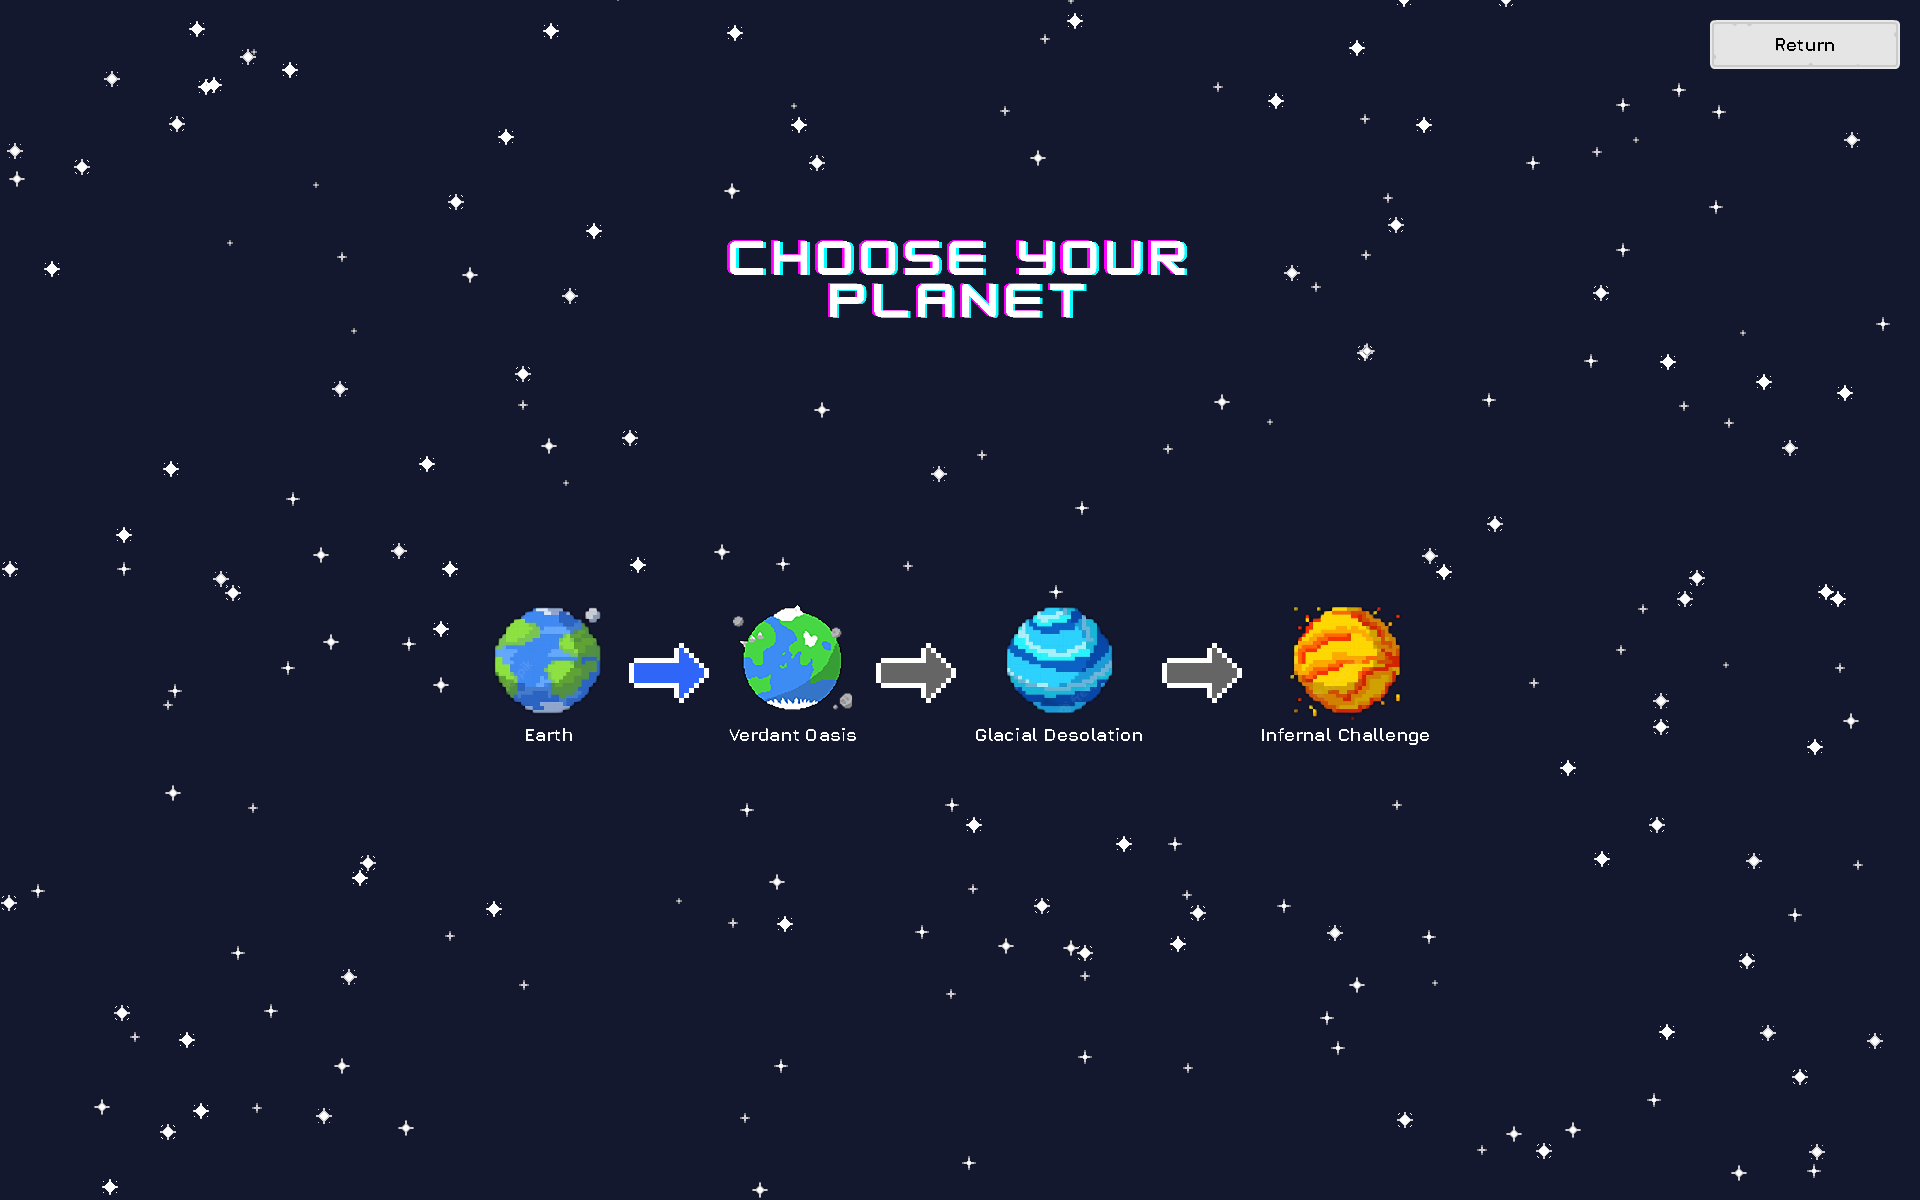 Return
CHOOSE YOUR
PLANET
Earth
Verdant Oasis
Glacial Desolation
Infernal Challenge